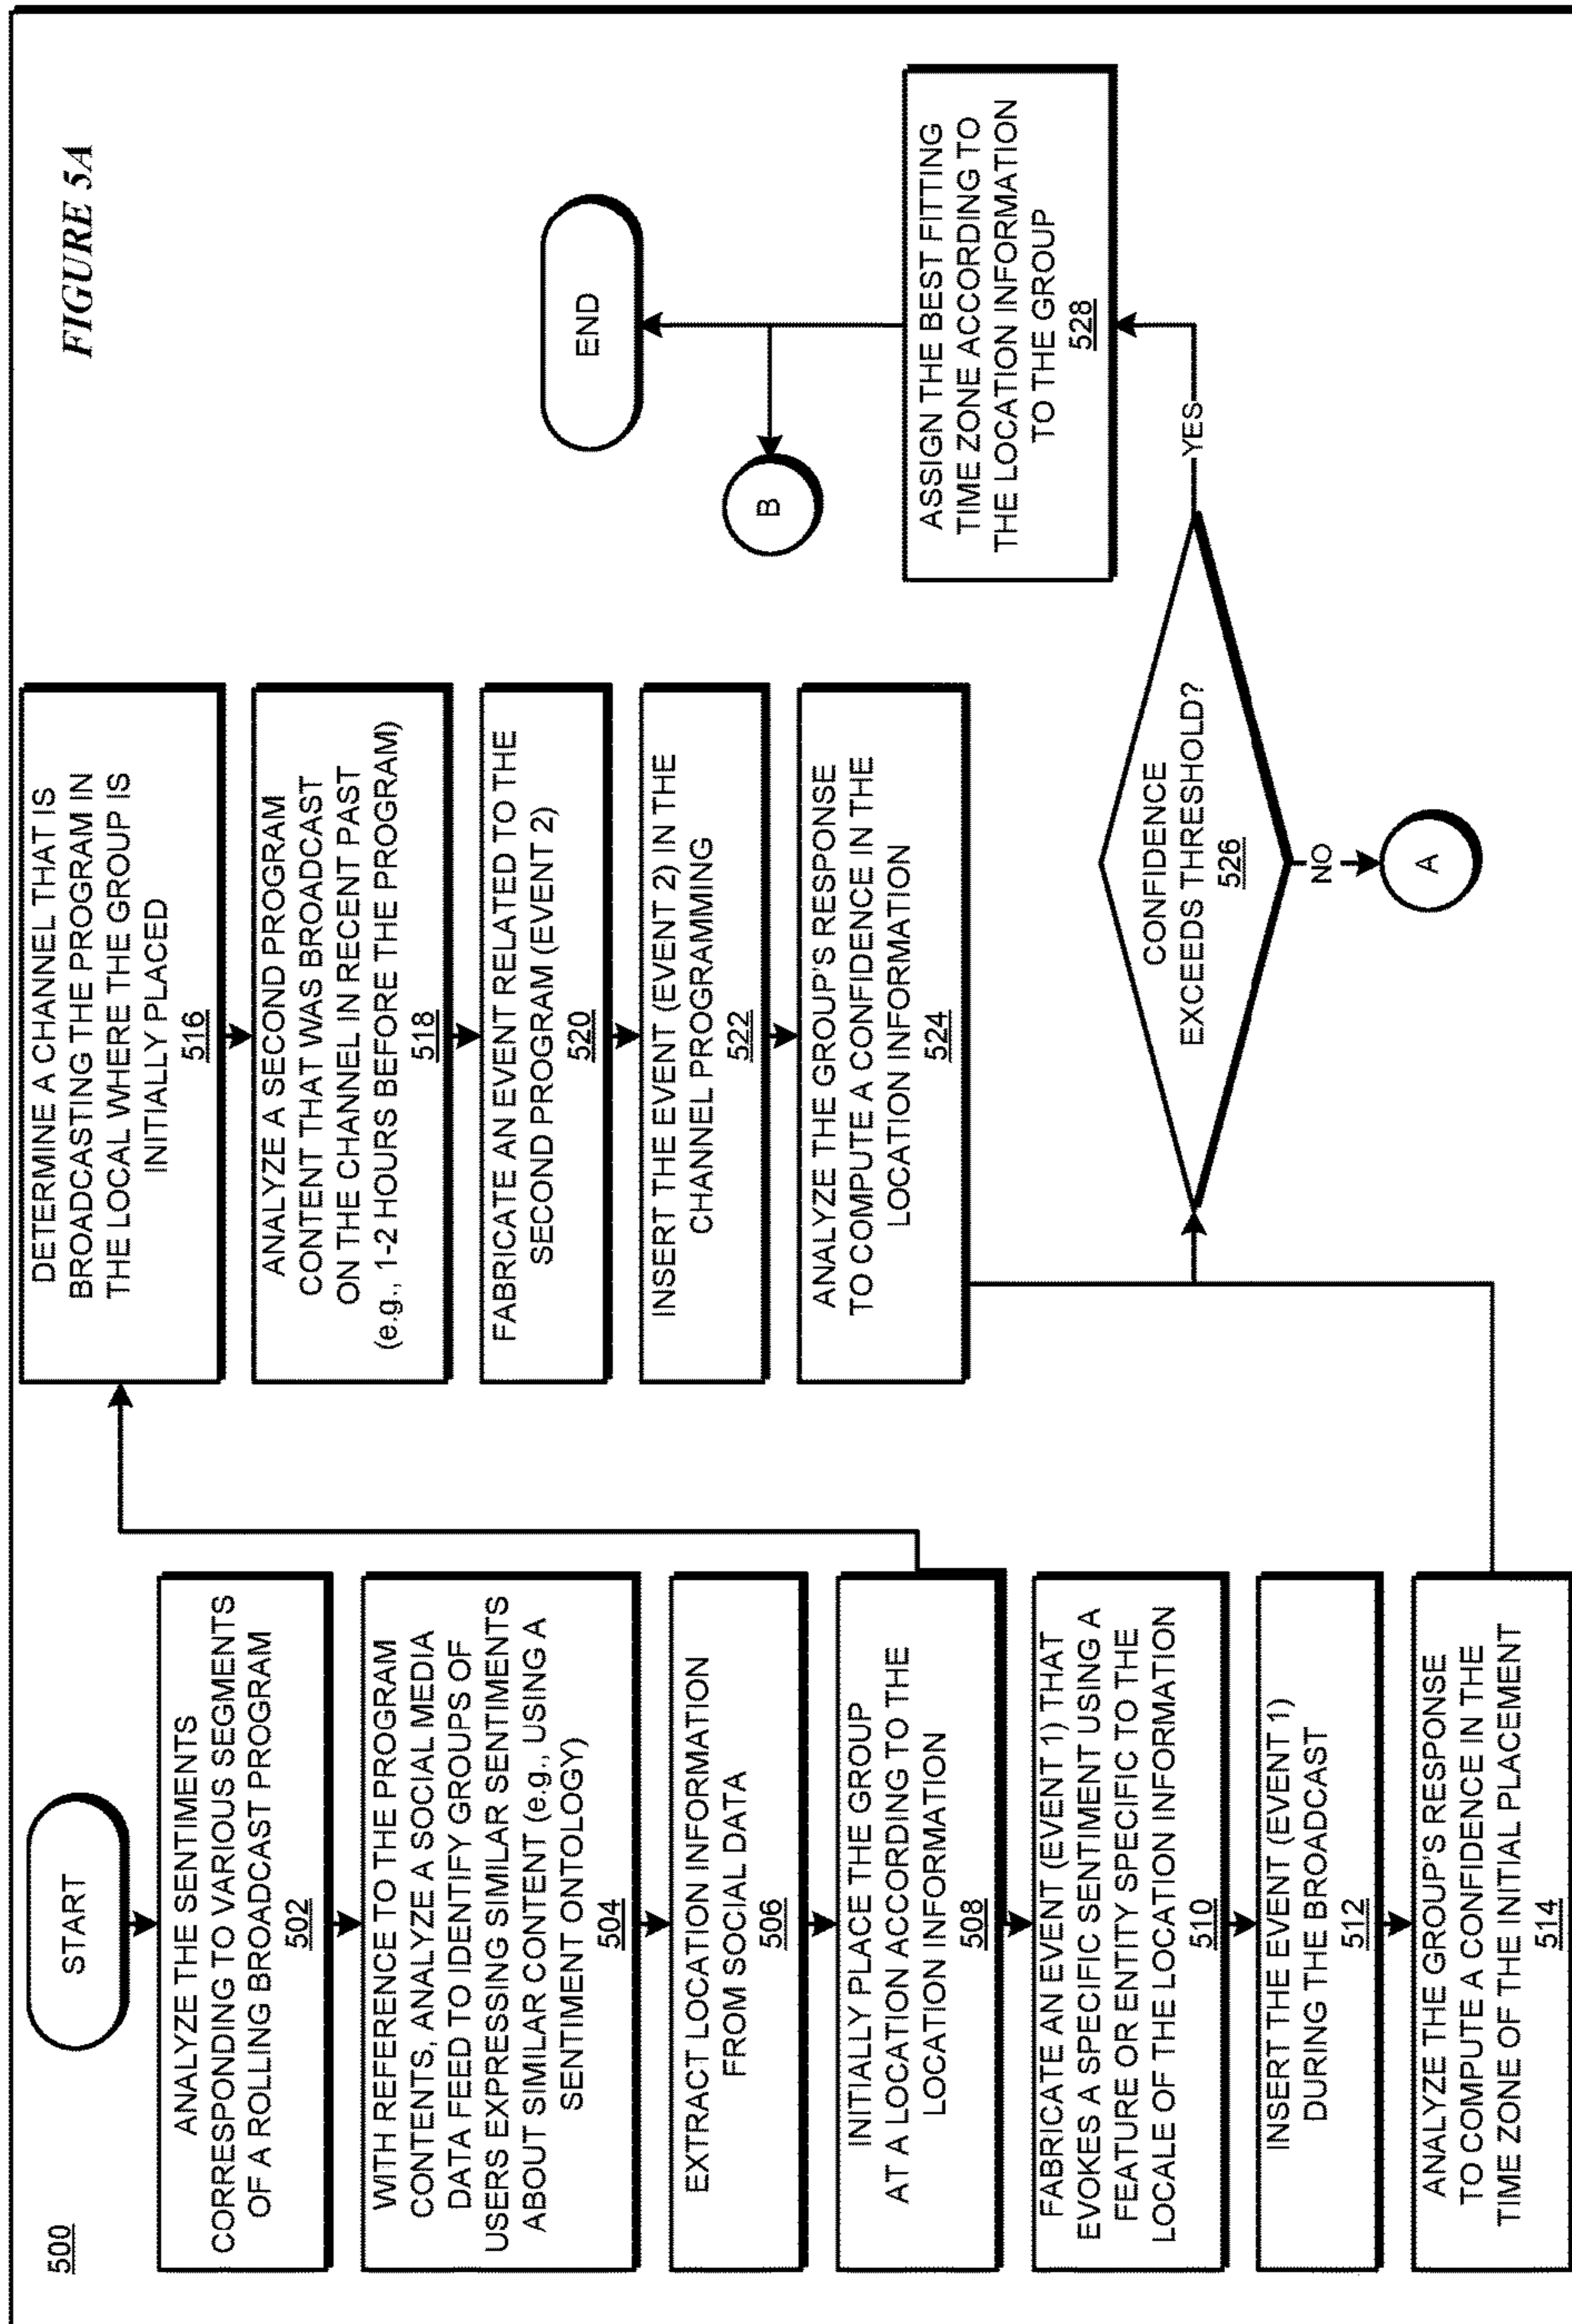 500
FIGURE 5A
START
ANALYZE THE SENTIMENTS
CORRESPONDING TO VARIOUS SEGMENTS
OF A ROLLING BROADCAST PROGRAM
502
WITH REFERENCE TO THE PROGRAM
CONTENTS, ANALYZE A SOCIAL MEDIA
DATA FEED TO IDENTIFY GROUPS OF
USERS EXPRESSING SIMILAR SENTIMENTS
ABOUT SIMILAR CONTENT (e.g., USING A
SENTIMENT ONTOLOGY)
504
EXTRACT LOCATION INFORMATION
FROM SOCIAL DATA
506
INITIALLY PLACE THE GROUP
AT A LOCATION ACCORDING TO THE
LOCATION INFORMATION
508
FABRICATE AN EVENT (EVENT 1) THAT
EVOKES A SPECIFIC SENTIMENT USING A
FEATURE OR ENTITY SPECIFIC TO THE
LOCALE OF THE LOCATION INFORMATION
510
INSERT THE EVENT (EVENT 1)
DURING THE BROADCAST
512
ANALYZE THE GROUP'S RESPONSE
TO COMPUTE A CONFIDENCE IN THE
TIME ZONE OF THE INITIAL PLACEMENT
514
DETERMINE A CHANNEL THAT IS
BROADCASTING THE PROGRAM IN
THE LOCAL WHERE THE GROUP IS
INITIALLY PLACED
516
ANALYZE A SECOND PROGRAM
CONTENT THAT WAS BROADCAST
ON THE CHANNEL IN RECENT PAST
(e.g., 1-2 HOURS BEFORE THE PROGRAM)
518
FABRICATE AN EVENT RELATED TO THE
SECOND PROGRAM (EVENT 2)
520
INSERT THE EVENT (EVENT 2) IN THE
CHANNEL PROGRAMMING
522
ANALYZE THE GROUP'S RESPONSE
TO COMPUTE A CONFIDENCE IN THE
LOCATION INFORMATION
524
CONFIDENCE
EXCEEDS THRESHOLD?
526
NO
A
YES
ASSIGN THE BEST FITTING
TIME ZONE ACCORDING TO
THE LOCATION INFORMATION
TO THE GROUP
528
B
END